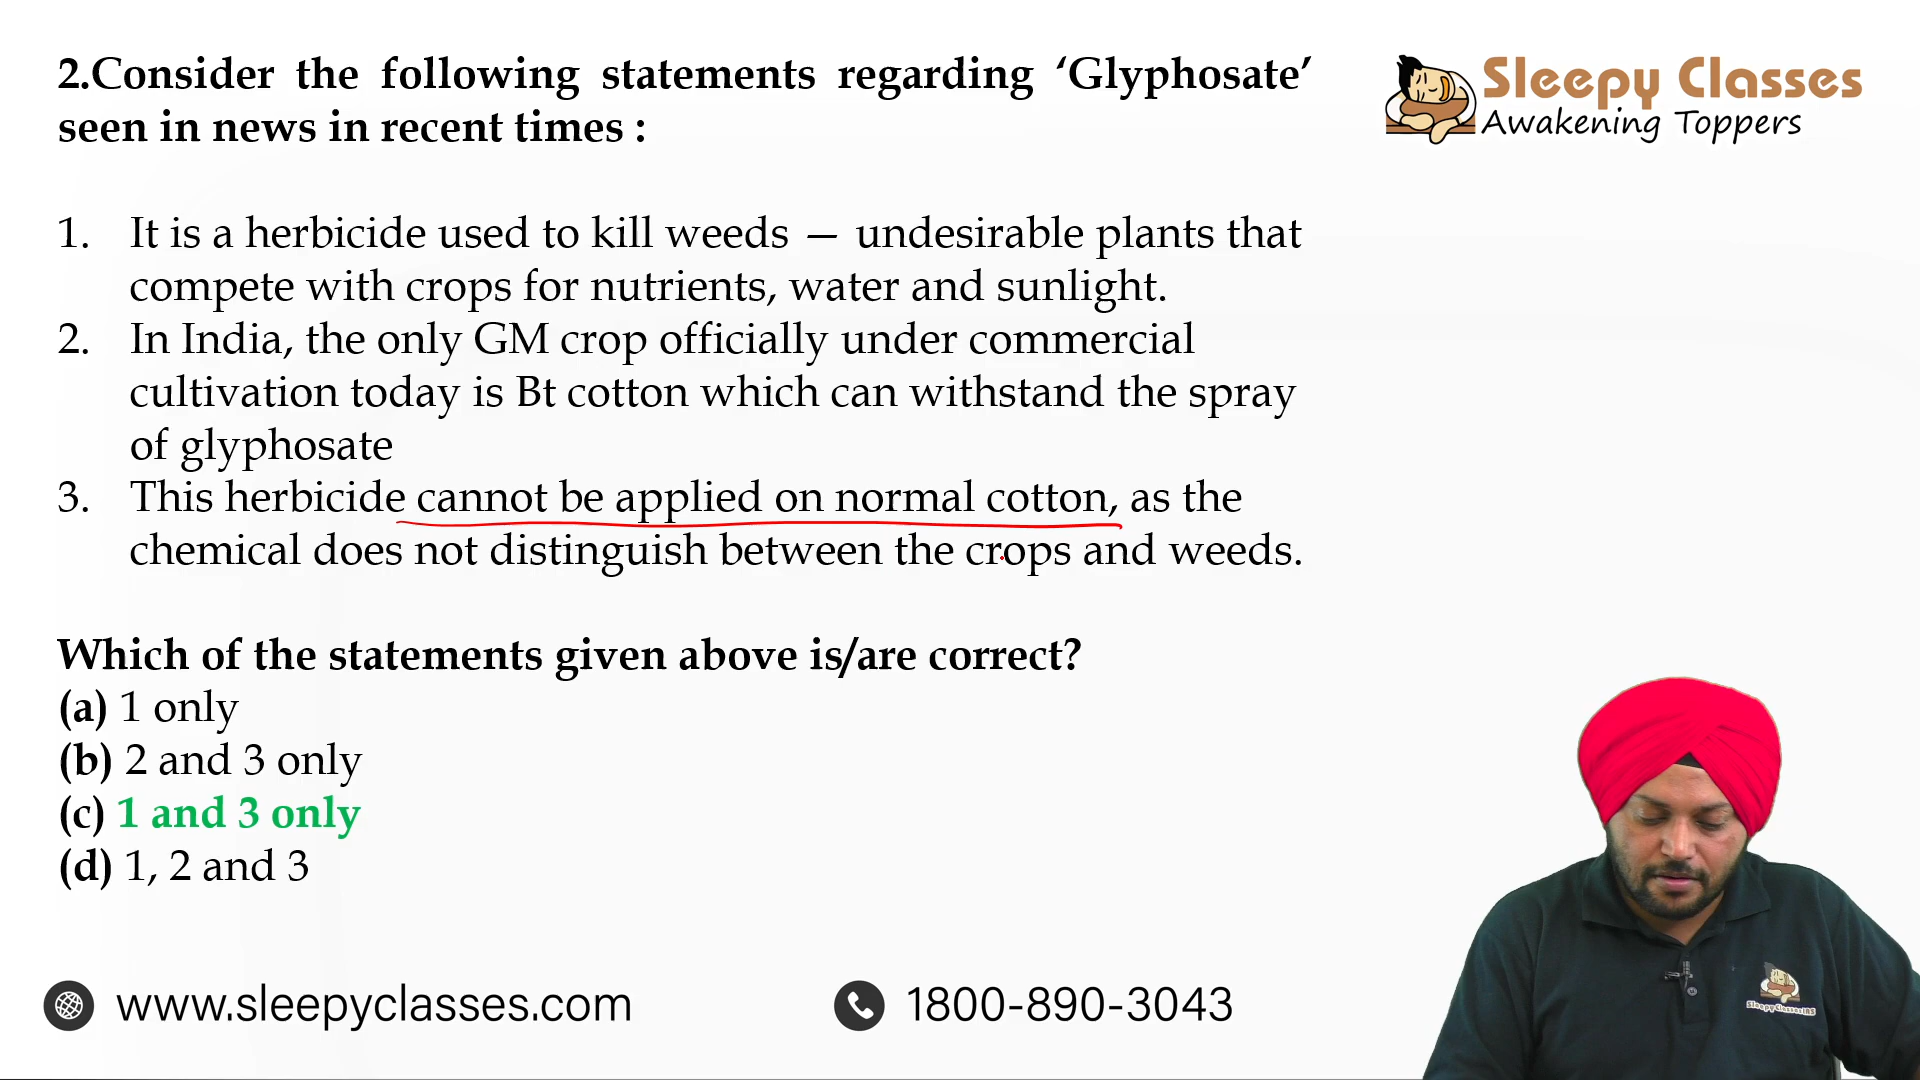 2.Consider the following statements regarding ‘Glyphosate’
seen in news in recent times :
Sleepy Classes
Awakening Toppers
1. It is a herbicide used to kill weeds — undesirable plants that
compete with crops for nutrients, water and sunlight.
2. In India, the only GM crop officially under commercial
cultivation today is Bt cotton which can withstand the spray
of glyphosate
3. This herbicide cannot be applied on normal cotton, as the
chemical does not distinguish between the crops and weeds.
Which of the statements given above is/are correct?
(a) 1 only
(b) 2 and 3 only
(c) 1 and 3 only
(d) 1, 2 and 3
www.sleepyclasses.com
1800-890-3043